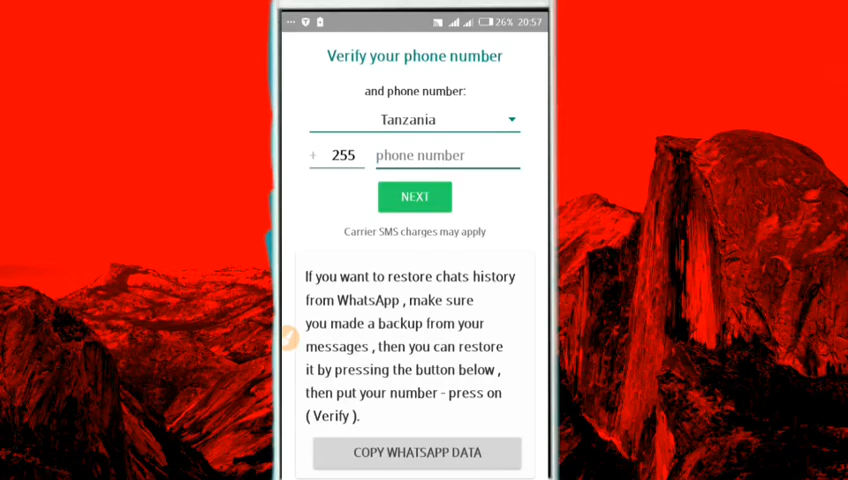 26% 20:57
Verify your phone number
and phone number:
Tanzania
+ 255 phone number
NEXT
Carrier SMS charges may apply
If you want to restore chats history
from WhatsApp , make sure
you made a backup from your
messages , then you can restore
it by pressing the button below ,
then put your number - press on
( Verify ).
COPY WHATSAPP DATA